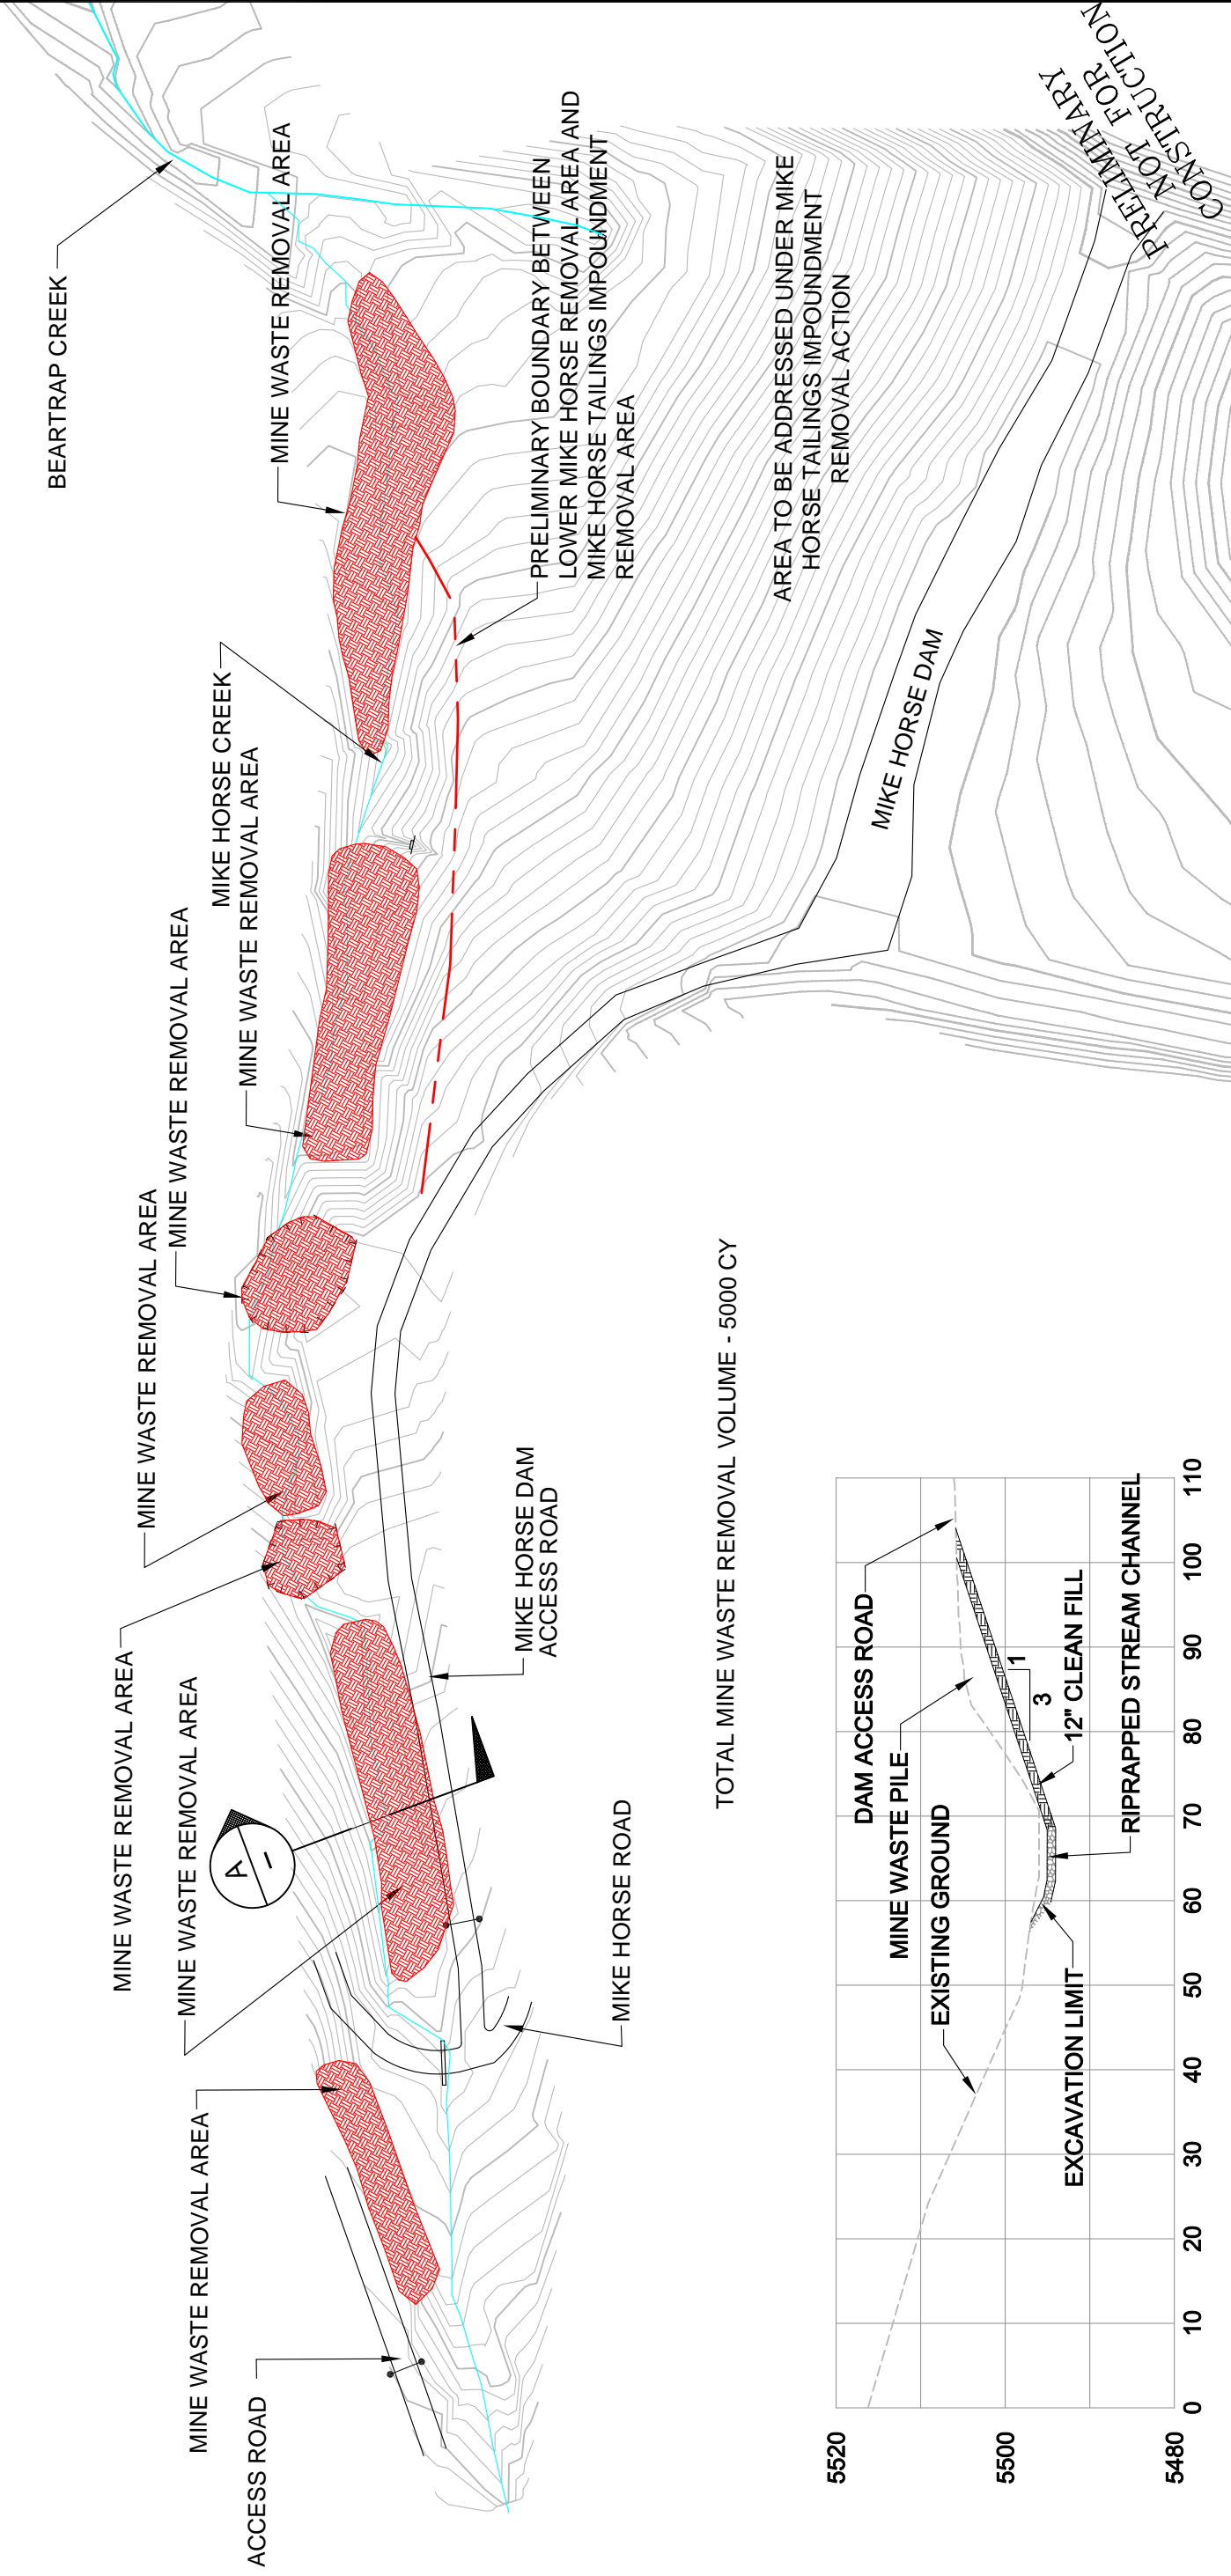 BEARTRAP CREEK
MINE WASTE REMOVAL AREA
MIKE HORSE CREEK
MINE WASTE REMOVAL AREA
MINE WASTE REMOVAL AREA
MINE WASTE REMOVAL AREA
MINE WASTE REMOVAL AREA
MINE WASTE REMOVAL AREA
MINE WASTE REMOVAL AREA
ACCESS ROAD
A
–
PRELIMINARY BOUNDARY BETWEEN
LOWER MIKE HORSE REMOVAL AREA AND
MIKE HORSE TAILINGS IMPOUNDMENT
REMOVAL AREA
AREA TO BE ADDRESSED UNDER MIKE
HORSE TAILINGS IMPOUNDMENT
REMOVAL ACTION
MIKE HORSE DAM
MIKE HORSE DAM
ACCESS ROAD
MIKE HORSE ROAD
PRELIMINARY
NOT FOR
CONSTRUCTION
TOTAL MINE WASTE REMOVAL VOLUME - 5000 CY
DAM ACCESS ROAD
MINE WASTE PILE
EXISTING GROUND
1
3
12" CLEAN FILL
RIPRAPPED STREAM CHANNEL
EXCAVATION LIMIT
5520
5500
5480
0 10 20 30 40 50 60 70 80 90 100 110